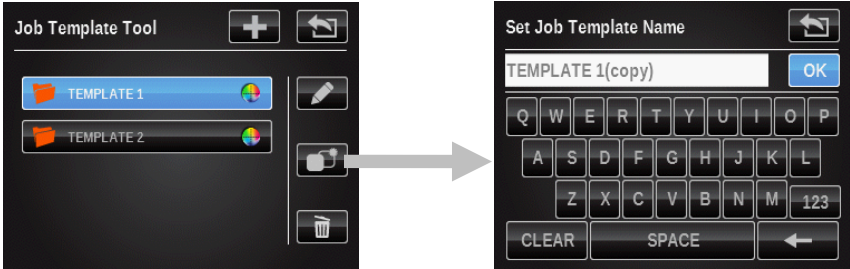 Job Template Tool
TEMPLATE 1
TEMPLATE 2
Set Job Template Name
TEMPLATE 1(copy)
OK
Q W E R T Y U I O P
A S D F G H J K L
Z X C V B N M 123
CLEAR SPACE